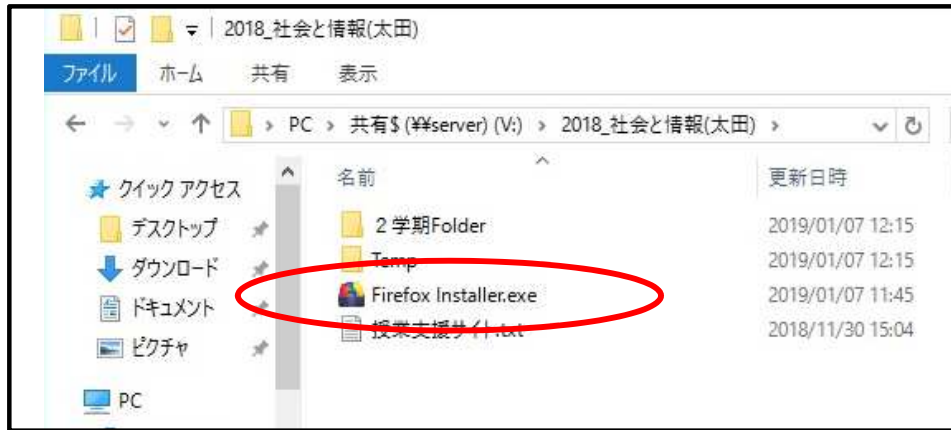 2018_社会と情報(太田)
ファイル ホーム 共有 表示
PC › 共有$ (¥¥server) (V:) › 2018_社会と情報(太田) ›
クイック アクセス
デスクトップ
ダウンロード
ドキュメント
ピクチャ
PC
名前 更新日時
２学期Folder 2019/01/07 12:15
Temp 2019/01/07 12:15
Firefox Installer.exe 2019/01/07 11:45
授業支援サイト.txt 2018/11/30 15:04